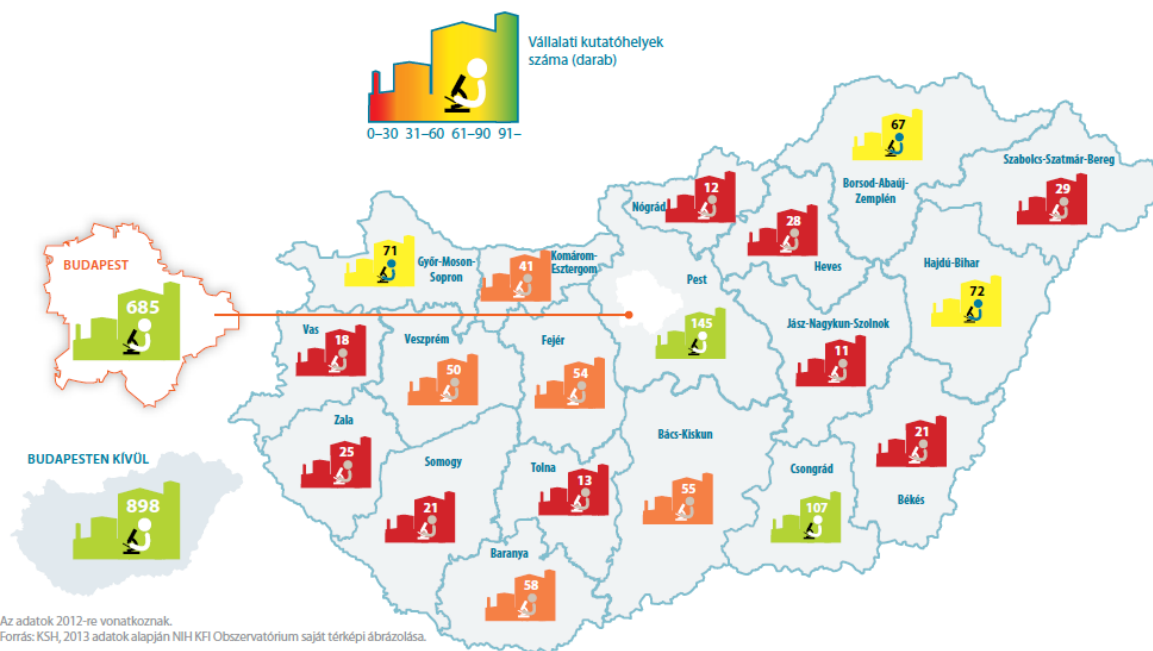 Vállalati kutatóhelyek
száma (darab)
0–30 31–60 61–90 91–
67
Szabolcs-Szatmár-Bereg
29
Borsod-Abaúj-
Zemplén
12
Nógrád
28
Heves
71
Győr-Moson-
Sopron
41
Komárom-
Esztergom
Pest
145
Hajdú-Bihar
72
BUDAPEST
685
Vas
18
Veszprém
50
Fejér
54
Jász-Nagykun-Szolnok
11
Zala
25
Somogy
21
Tolna
13
Bács-Kiskun
55
Csongrád
107
21
Békés
BUDAPESTEN KÍVÜL
898
Baranya
58
Az adatok 2012-re vonatkoznak.
Forrás: KSH, 2013 adatok alapján NIH KFI Obszervatórium saját térképi ábrázolása.